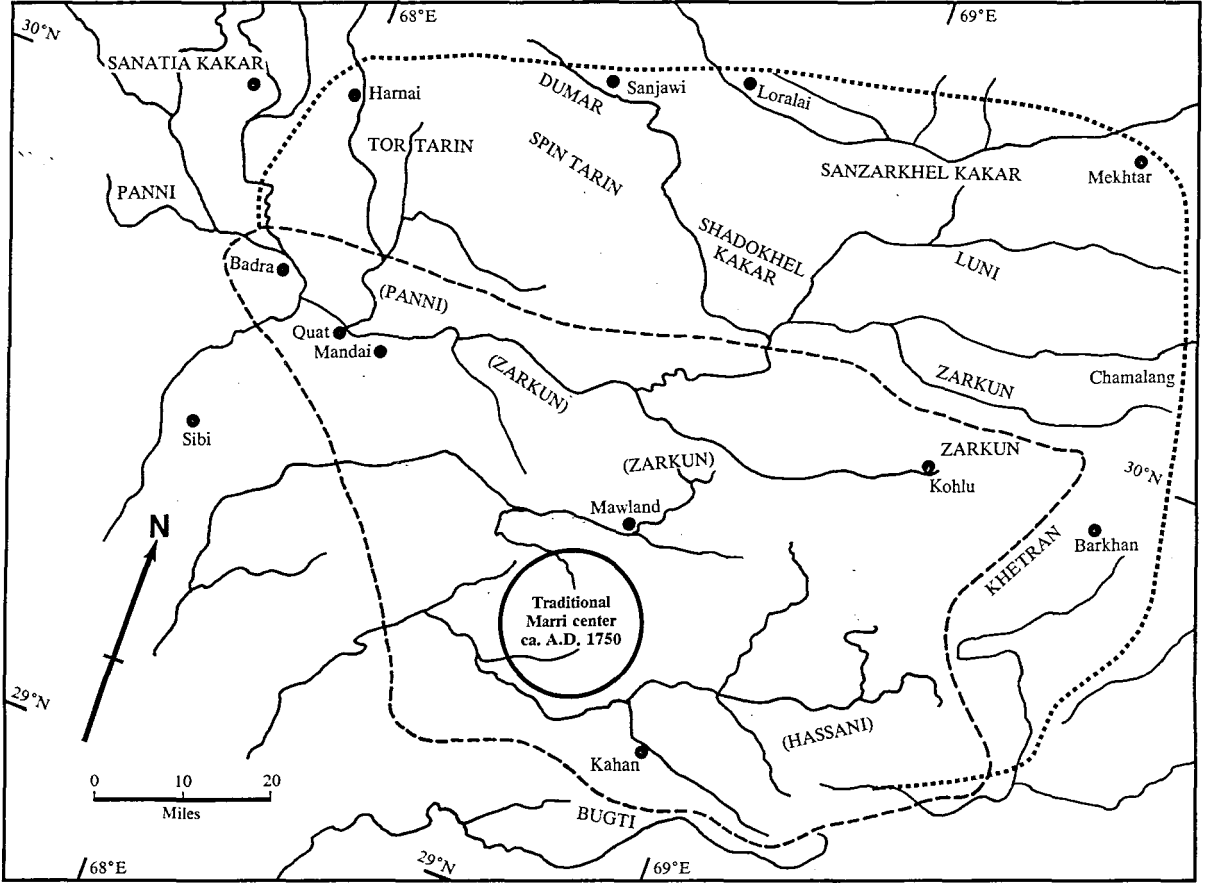 68°E
69°E
30°N
SANATIA KAKAR
Harnai
DUMAR
Sanjawi
Loralai
TOR TARIN
SPIN TARIN
SANZARKHEL KAKAR
Mekhtar
PANNI
SHADOKHEL
KAKAR
LUNI
Badra
(PANNI)
Quat
Mandai
(ZARKUN)
ZARKUN
Chamalang
Sibi
(ZARKUN)
ZARKUN
Kohlu
30°N
Mawland
N
KHETRAN
Barkhan
Traditional
Marri center
ca. A.D. 1750
29°N
(HASSANI)
Kahan
0 10 20
Miles
BUGTI
68°E
29°N
69°E